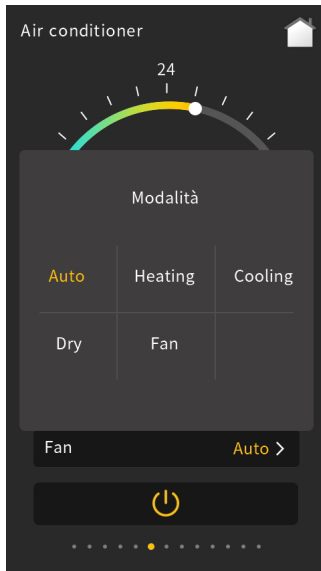 Air conditioner
24
Modalità
Auto Heating Cooling
Dry Fan
Fan Auto >